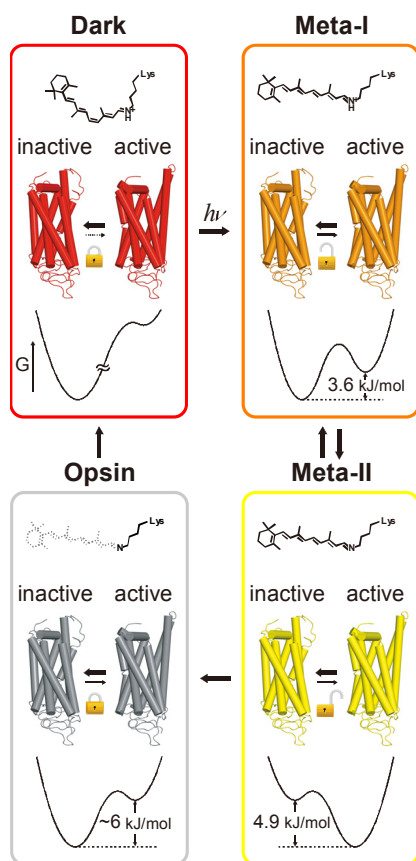 Dark
Lys
N+
H
inactive active
G
hν
Meta-I
Lys
N+
H
inactive active
3.6 kJ/mol
Opsin
Lys
N
inactive active
~6 kJ/mol
Meta-II
Lys
N
inactive active
4.9 kJ/mol